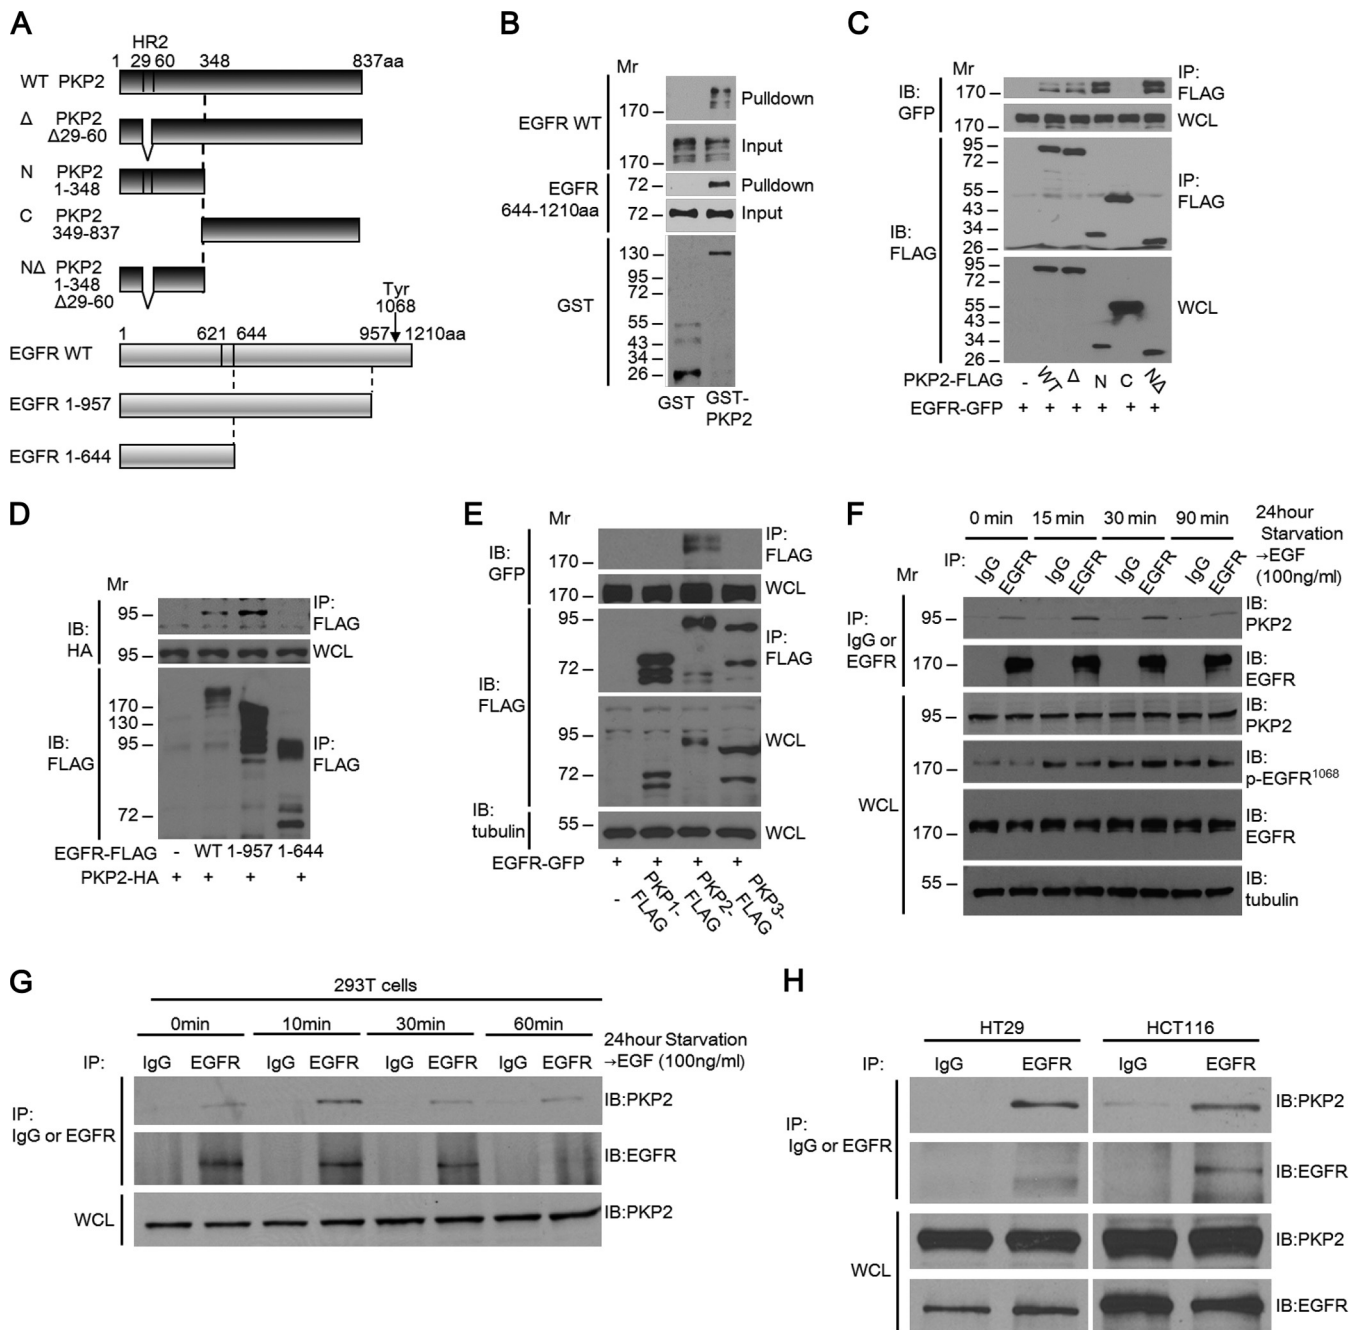 A
HR2
1 29 60 348 837aa
WT PKP2
Δ PKP2
Δ29-60
N PKP2
1-348
C PKP2
349-837
NΔ PKP2
1-348
Δ29-60
Tyr
1068
1 621 644 957 1210aa
EGFR WT
EGFR 1-957
EGFR 1-644
B
Mr
EGFR WT
170
Pulldown
170
Input
EGFR
644-1210aa
72
Pulldown
72
Input
GST
130
95
72
55
43
34
26
GST GST-
PKP2
C
Mr
IB:
GFP
170
IP:
FLAG
170
WCL
IB:
FLAG
95
72
55
43
34
26
IP:
FLAG
95
72
55
43
34
26
WCL
PKP2-FLAG - WT Δ N C NΔ
EGFR-GFP + + + + + +
D
Mr
IB:
HA
95
IP:
FLAG
95
WCL
IB:
FLAG
170
130
95
72
IP:
FLAG
EGFR-FLAG - WT 1-957 1-644
PKP2-HA + + + +
E
Mr
IB:
GFP
170
IP:
FLAG
170
WCL
IB:
FLAG
95
72
IP:
FLAG
95
72
WCL
IB:
tubulin
55
WCL
EGFR-GFP + + + +
- PKP1-
FLAG PKP2-
FLAG PKP3-
FLAG
F
0 min 15 min 30 min 90 min
24hour
Starvation
→EGF
(100ng/ml)
IP: IgG EGFR IgG EGFR IgG EGFR IgG EGFR
Mr
IP:
IgG or
EGFR
95
IB:
PKP2
170
IB:
EGFR
WCL
95
IB:
PKP2
170
IB:
p-EGFR1068
170
IB:
EGFR
55
IB:
tubulin
G
293T cells
0min 10min 30min 60min
24hour Starvation
→EGF (100ng/ml)
IP: IgG EGFR IgG EGFR IgG EGFR IgG EGFR
IP:
IgG or EGFR
IB:PKP2
IB:EGFR
WCL
IB:PKP2
H
HT29 HCT116
IP: IgG EGFR IgG EGFR
IP:
IgG or EGFR
IB:PKP2
IB:EGFR
WCL
IB:PKP2
IB:EGFR